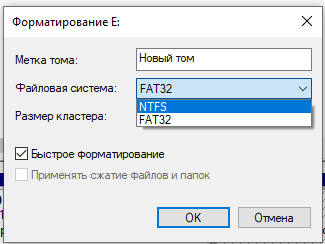 Форматирование E:
Метка тома: Новый том
Файловая система: FAT32
NTFS
Размер кластера: FAT32
Быстрое форматирование
Применять сжатие файлов и папок
OK Отмена